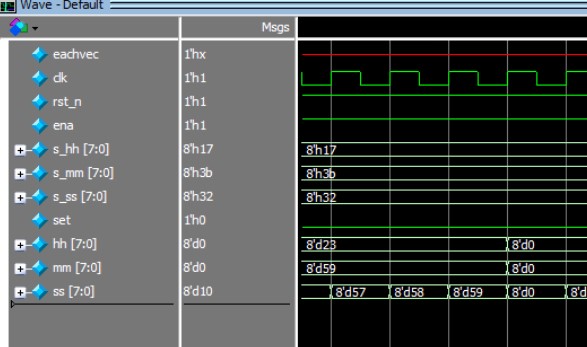 Wave - Default
Msgs
eachvec 1'hx
clk 1'h1
rst_n 1'h1
ena 1'h1
s_hh [7:0] 8'h17 8'h17
s_mm [7:0] 8'h3b 8'h3b
s_ss [7:0] 8'h32 8'h32
set 1'h0
hh [7:0] 8'd0 8'd23 8'd0
mm [7:0] 8'd0 8'd59 8'd0
ss [7:0] 8'd10 8'd57 8'd58 8'd59 8'd0 8'd